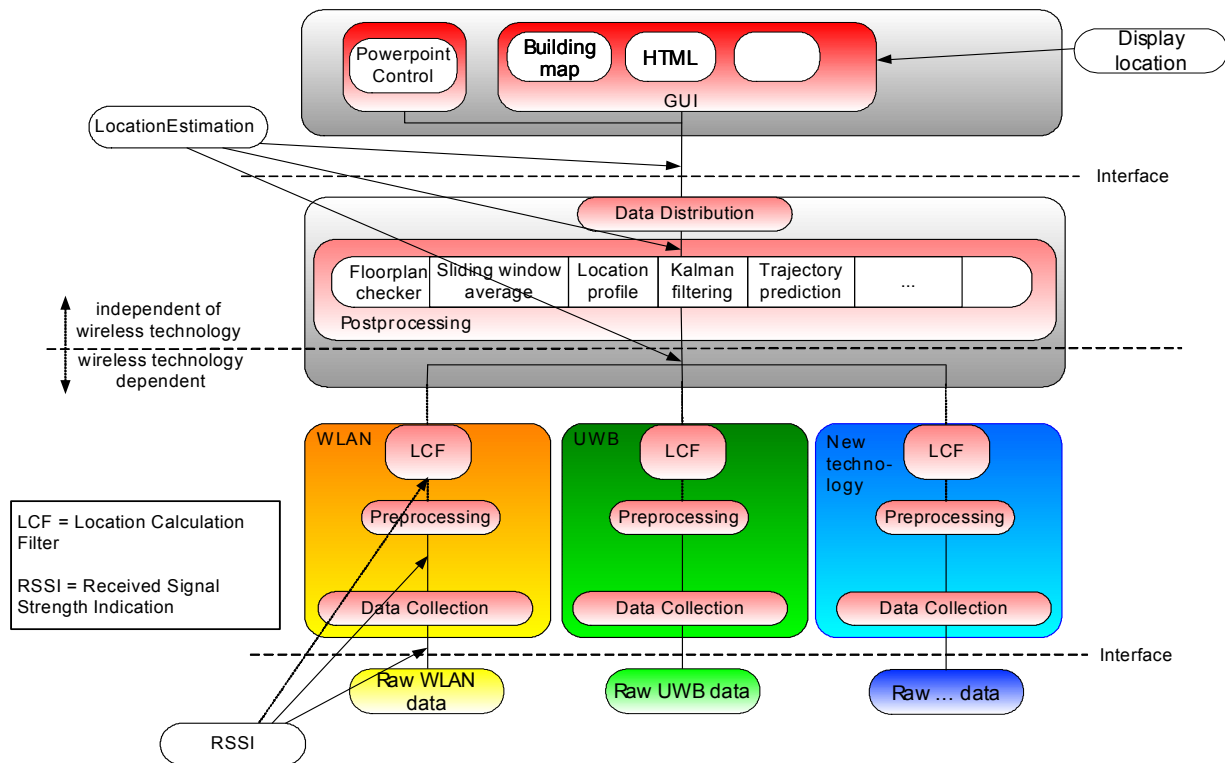 Powerpoint
Control
Building
map
HTML
GUI
Display
location
LocationEstimation
Interface
Data Distribution
Floorplan
checker
Sliding window
average
Location
profile
Kalman
filtering
Trajectory
prediction
...
Postprocessing
independent of
wireless technology
wireless technology
dependent
WLAN
LCF
Preprocessing
Data Collection
UWB
LCF
Preprocessing
Data Collection
New
techno-
logy
LCF
Preprocessing
Data Collection
LCF = Location Calculation
Filter
RSSI = Received Signal
Strength Indication
Interface
Raw WLAN
data
Raw UWB data
Raw ... data
RSSI